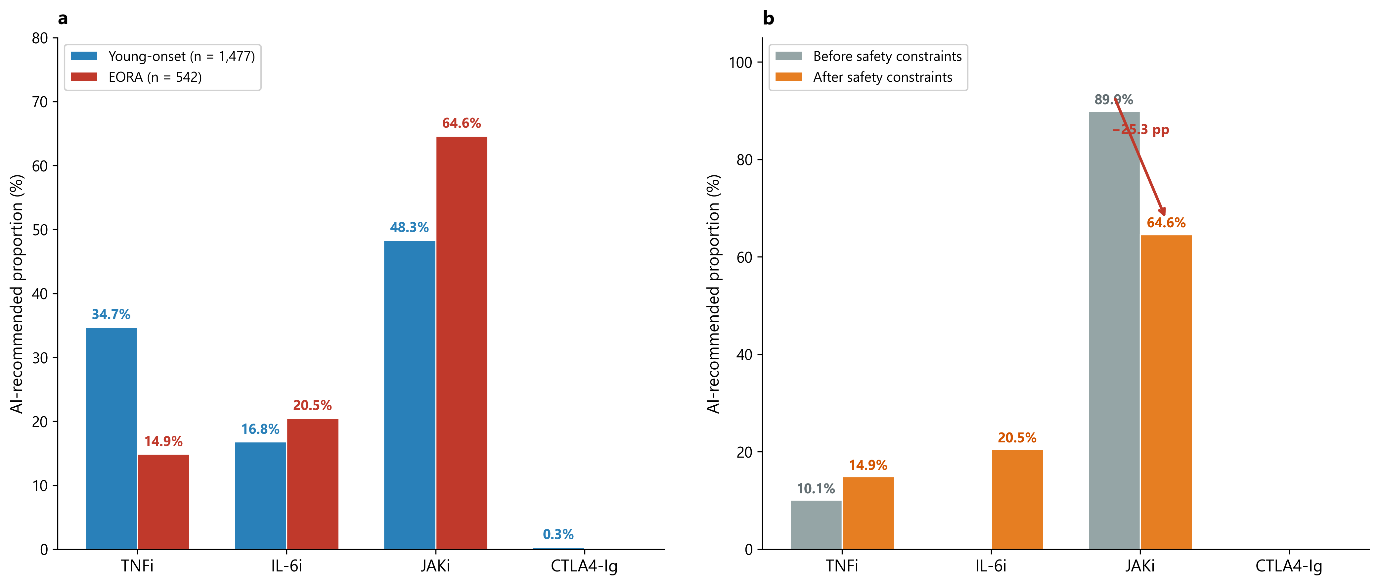 a
80
70
60
50
40
30
20
10
0
AI-recommended proportion (%)
Young-onset (n = 1,477)
EORA (n = 542)
34.7%
14.9%
16.8%
20.5%
48.3%
64.6%
0.3%
TNFi
IL-6i
JAKi
CTLA4-Ig
b
100
80
60
40
20
0
AI-recommended proportion (%)
Before safety constraints
After safety constraints
10.1%
14.9%
20.5%
89.9%
−25.3 pp
64.6%
TNFi
IL-6i
JAKi
CTLA4-Ig